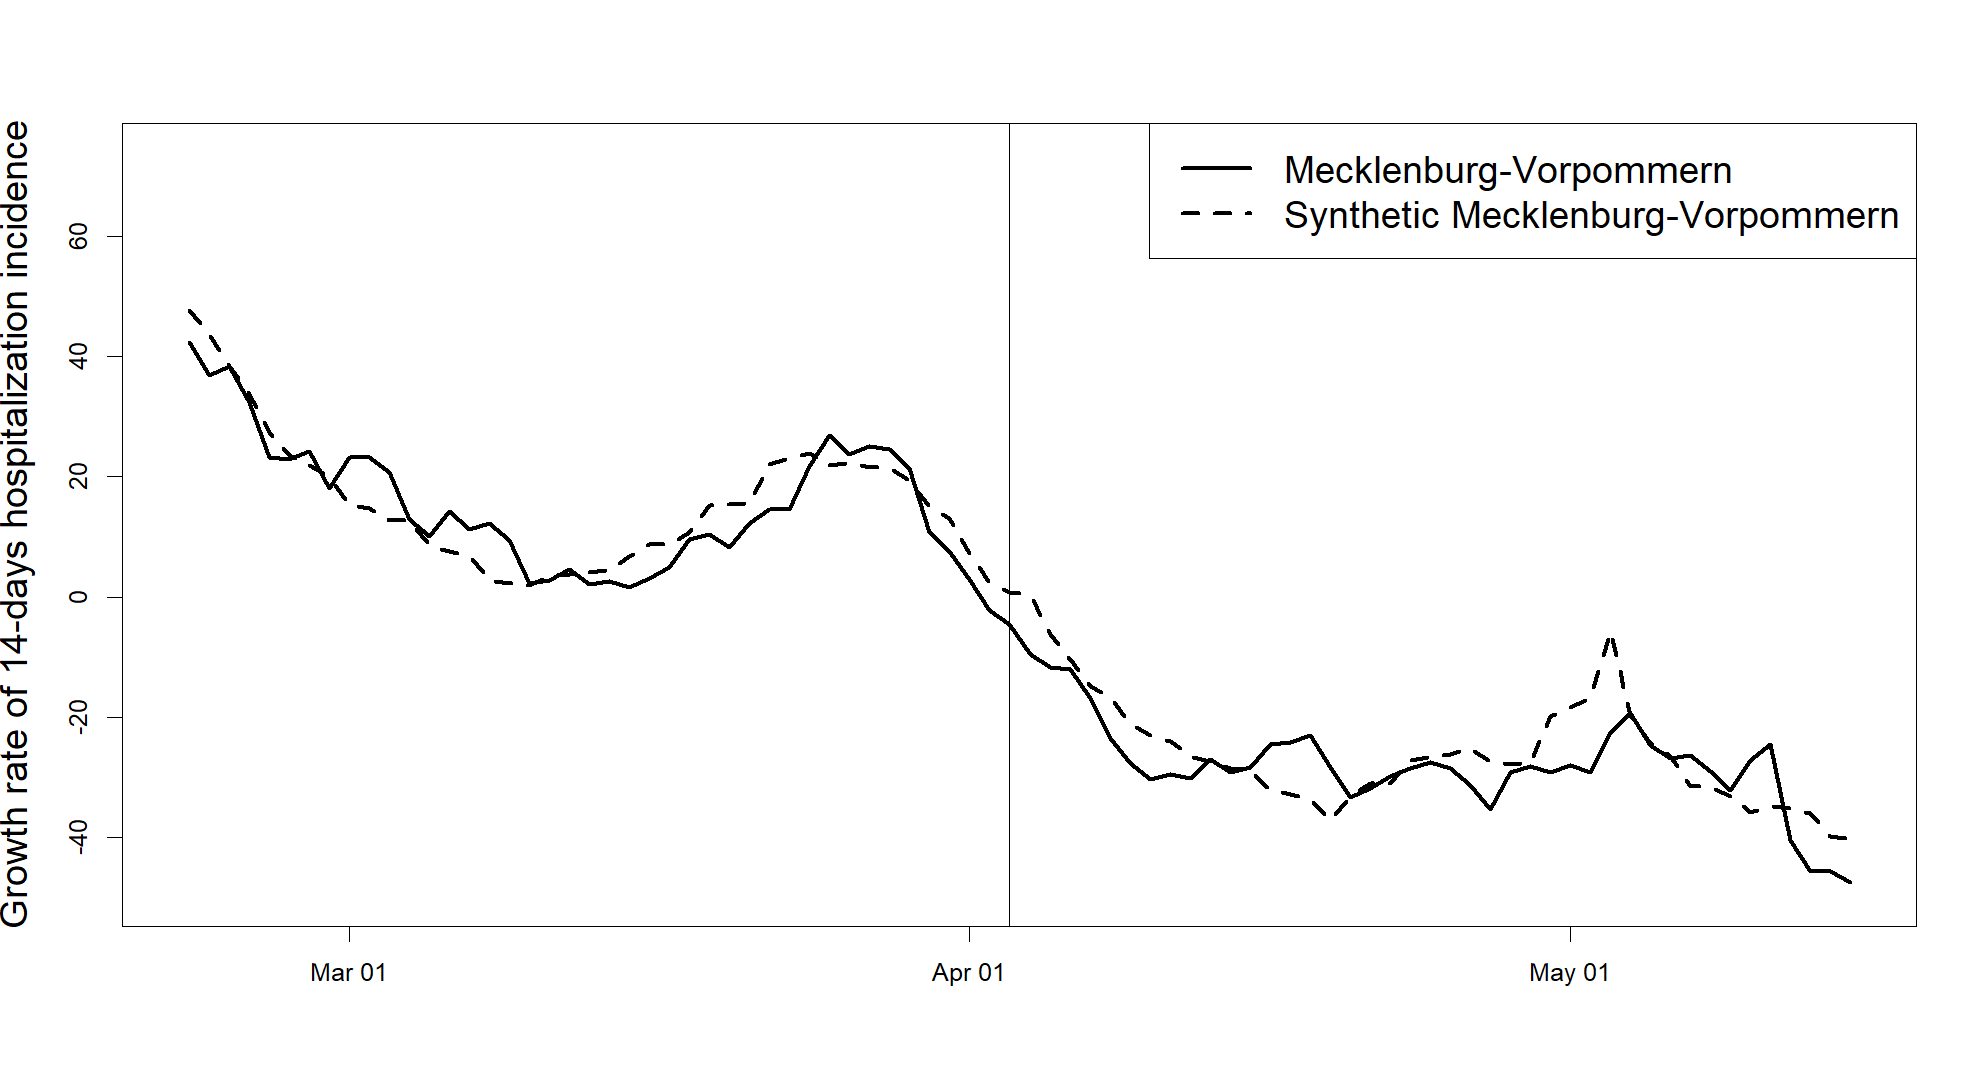 Growth rate of 14-days hospitalization incidence
Mecklenburg-Vorpommern
Synthetic Mecklenburg-Vorpommern
60
40
20
0
-20
-40
Mar 01
Apr 01
May 01